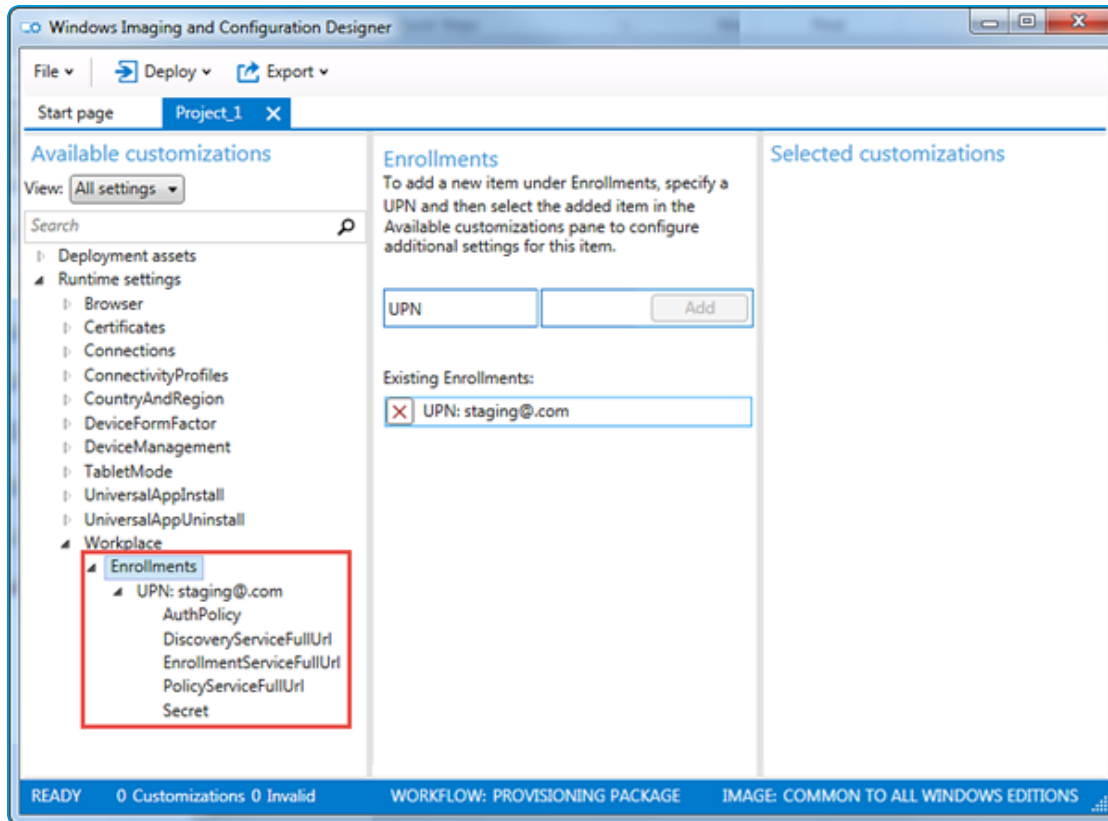 Windows Imaging and Configuration Designer
File Deploy Export
Start page Project_1
Available customizations
View: All settings
Search
Deployment assets
Runtime settings
Browser
Certificates
Connections
ConnectivityProfiles
CountryAndRegion
DeviceFormFactor
DeviceManagement
TabletMode
UniversalAppInstall
UniversalAppUninstall
Workplace
Enrollments
UPN: staging@.com
AuthPolicy
DiscoveryServiceFullUrl
EnrollmentServiceFullUrl
PolicyServiceFullUrl
Secret
Enrollments
To add a new item under Enrollments, specify a
UPN and then select the added item in the
Available customizations pane to configure
additional settings for this item.
UPN Add
Existing Enrollments:
UPN: staging@.com
Selected customizations
READY 0 Customizations 0 Invalid WORKFLOW: PROVISIONING PACKAGE IMAGE: COMMON TO ALL WINDOWS EDITIONS